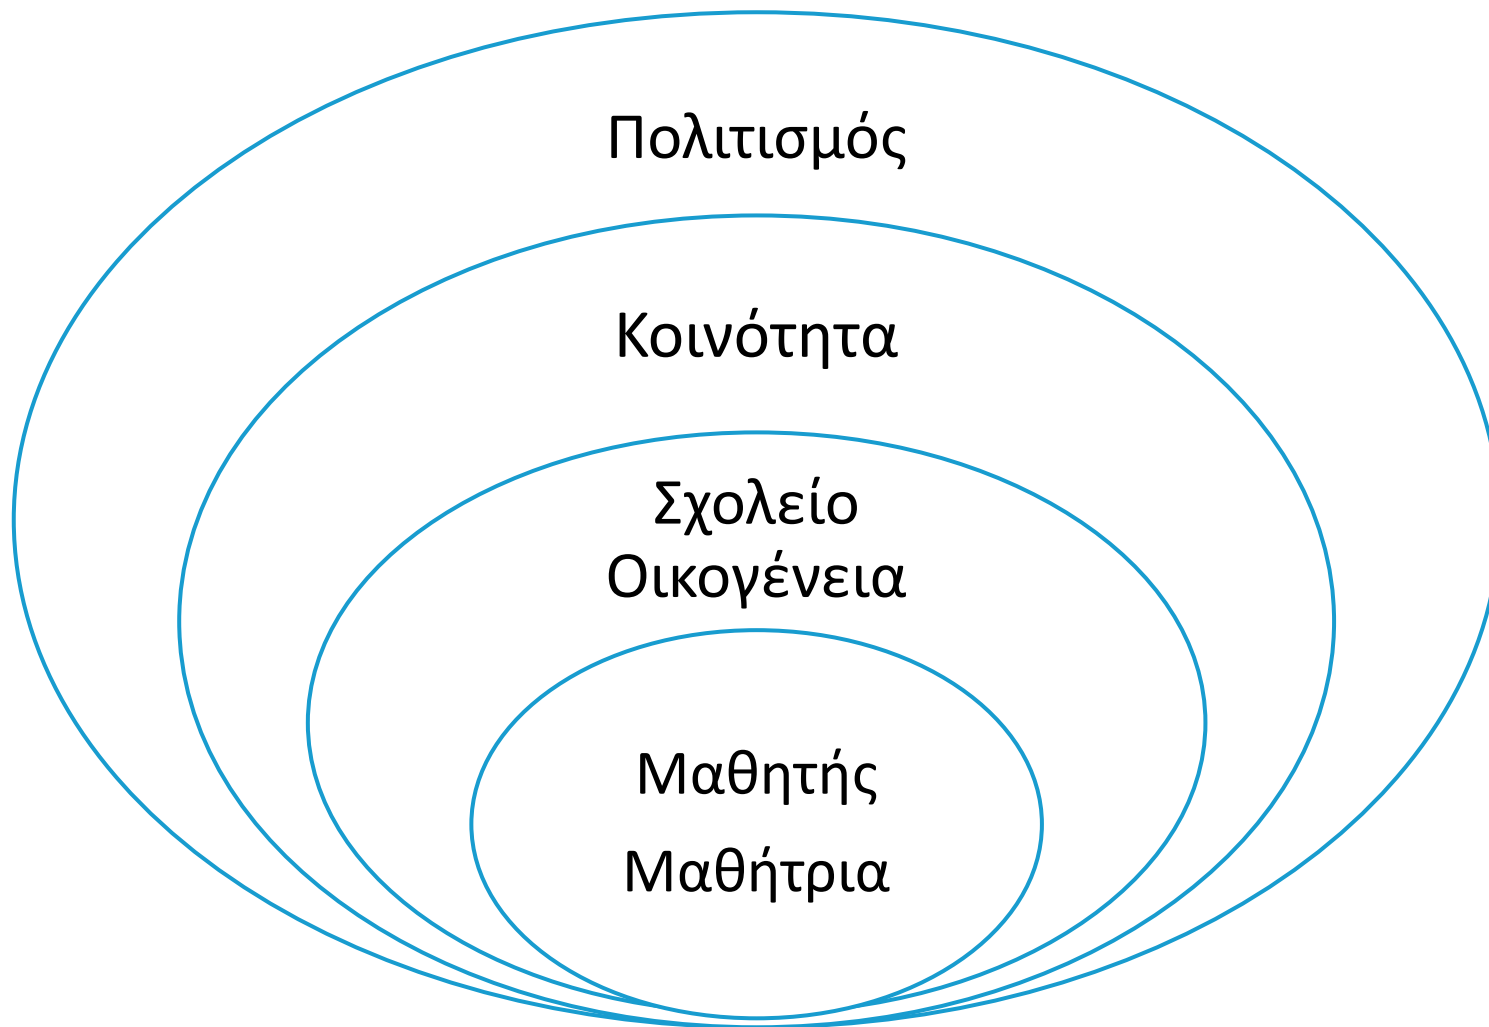 Πολιτισμός
Κοινότητα
Σχολείο
Οικογένεια
Μαθητής
Μαθήτρια